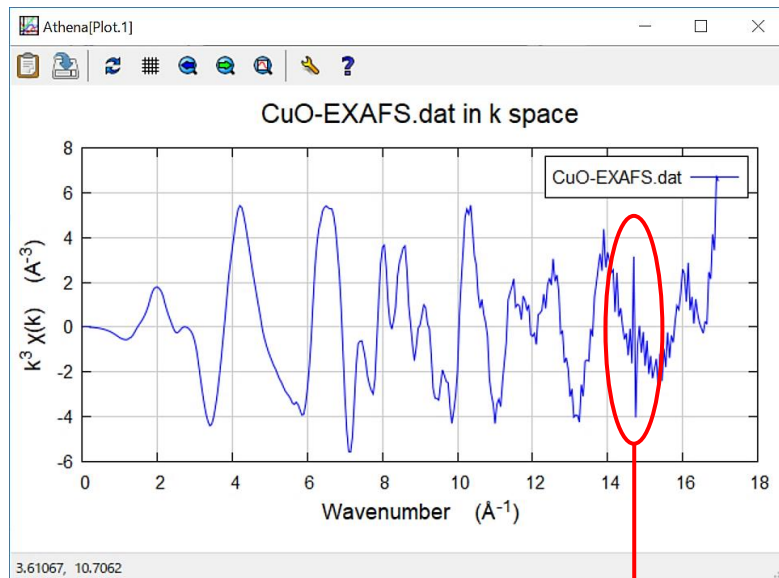 Athena[Plot.1]
CuO-EXAFS.dat in k space
CuO-EXAFS.dat
k³ χ(k) (Å⁻³)
8
6
4
2
0
-2
-4
-6
0 2 4 6 8 10 12 14 16 18
Wavenumber (Å⁻¹)
3.61067, 10.7062